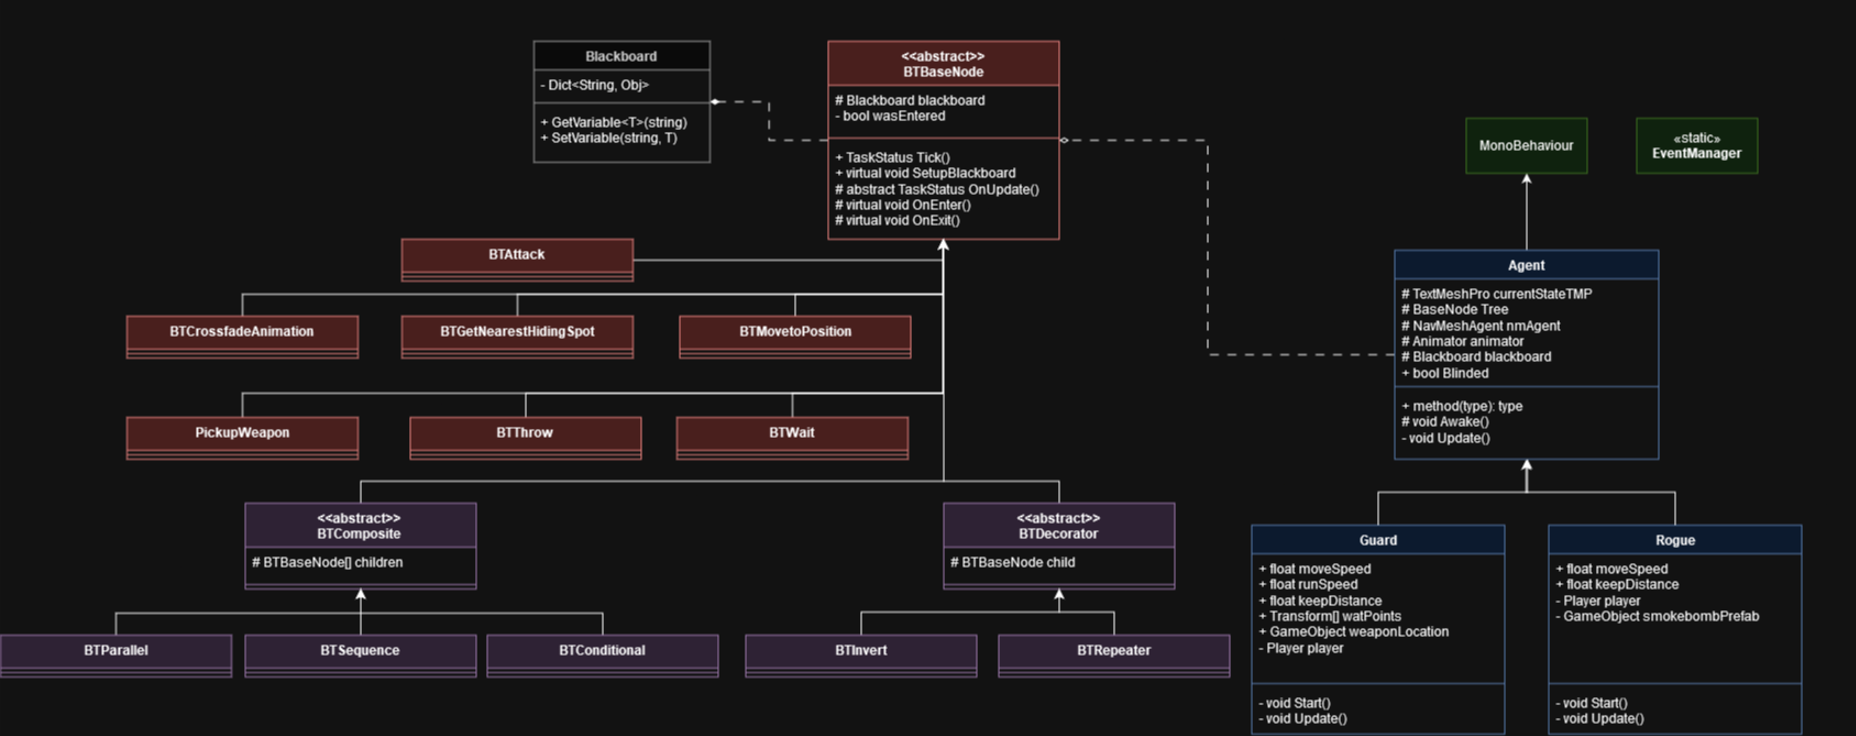 Blackboard
- Dict<String, Obj>
+ GetVariable<T>(string)
+ SetVariable(string, T)
<<abstract>>
BTBaseNode
# Blackboard blackboard
- bool wasEntered
+ TaskStatus Tick()
+ virtual void SetupBlackboard
# abstract TaskStatus OnUpdate()
# virtual void OnEnter()
# virtual void OnExit()
MonoBehaviour
«static»
EventManager
BTAttack
BTCrossfadeAnimation
BTGetNearestHidingSpot
BTMovetoPosition
PickupWeapon
BTThrow
BTWait
Agent
# TextMeshPro currentStateTMP
# BaseNode Tree
# NavMeshAgent nmAgent
# Animator animator
# Blackboard blackboard
+ bool Blinded
+ method(type): type
# void Awake()
- void Update()
<<abstract>>
BTComposite
# BTBaseNode[] children
<<abstract>>
BTDecorator
# BTBaseNode child
BTParallel
BTSequence
BTConditional
BTInvert
BTRepeater
Guard
+ float moveSpeed
+ float runSpeed
+ float keepDistance
+ Transform[] watPoints
+ GameObject weaponLocation
- Player player
- void Start()
- void Update()
Rogue
+ float moveSpeed
+ float keepDistance
- Player player
- GameObject smokebombPrefab
- void Start()
- void Update()